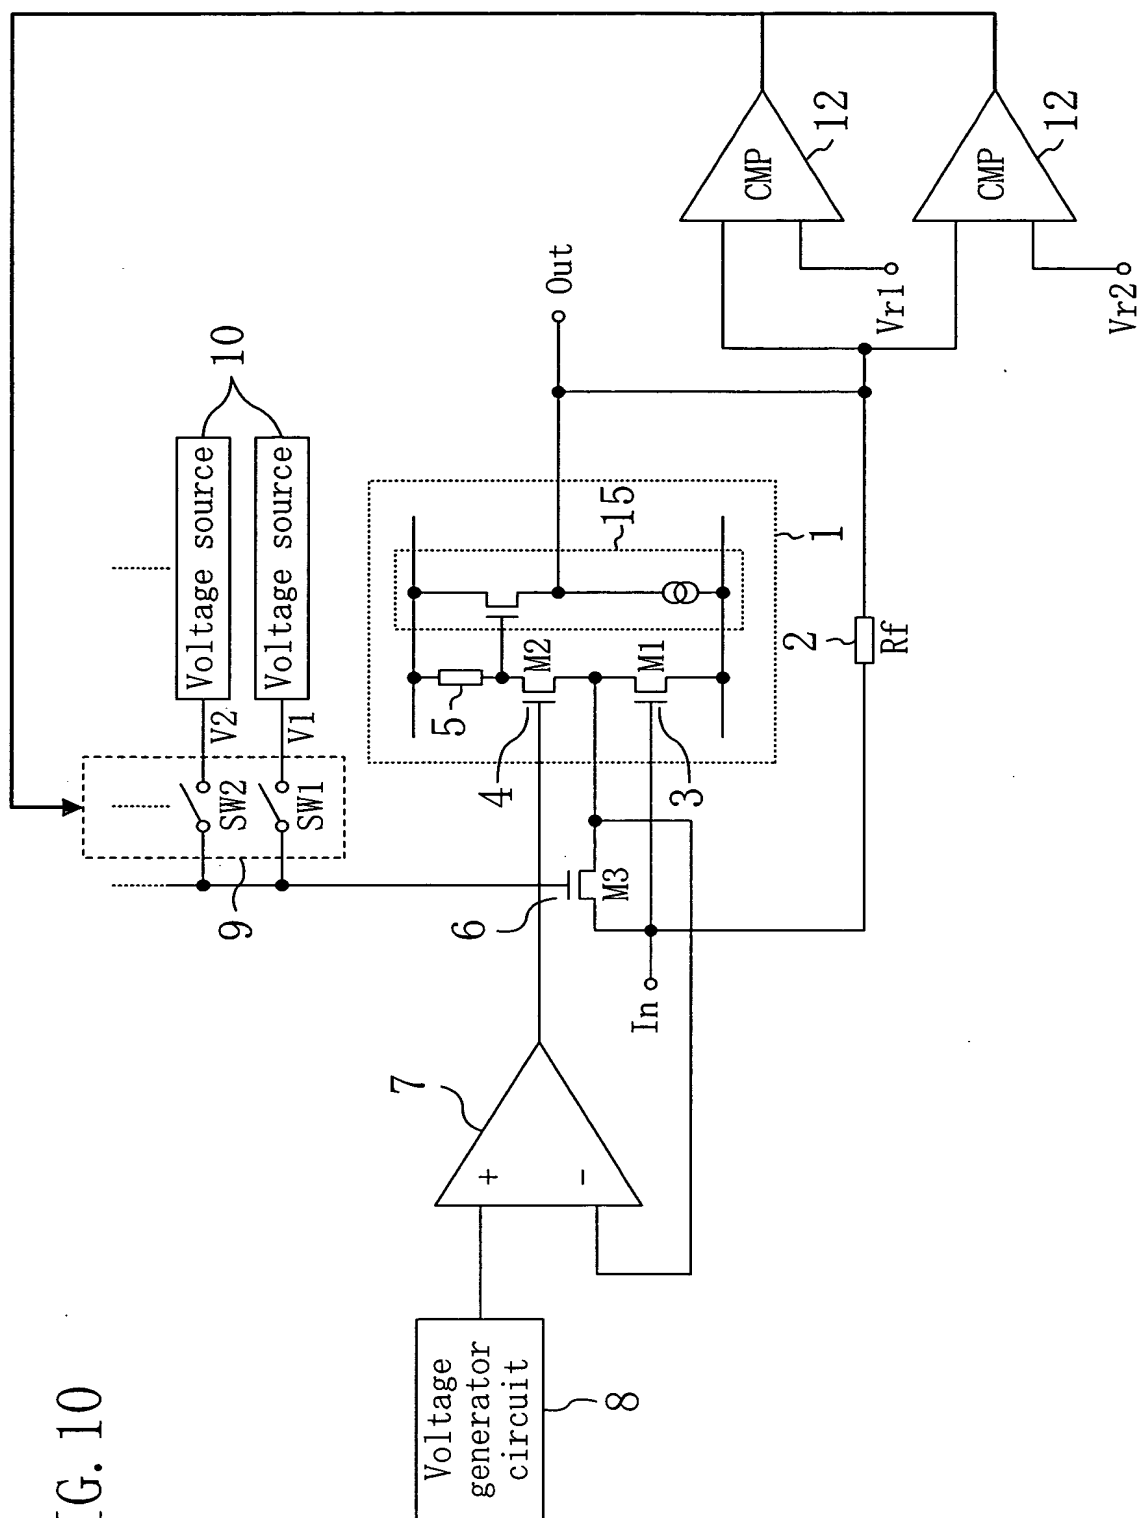 IG. 10
9
SW2
V2
Voltage source
10
SW1
V1
Voltage source
Voltage
generator
circuit
8
7
+
−
6
M3
4
5
M2
15
Out
In
3
M1
1
2
Rf
CMP
12
Vr1
CMP
12
Vr2